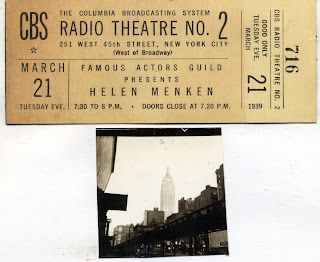 THE COLUMBIA BROADCASTING SYSTEM
CBS RADIO THEATRE NO. 2
251 WEST 45th STREET, NEW YORK CITY
(West of Broadway)
MARCH
21
TUESDAY EVE.
FAMOUS ACTORS GUILD
PRESENTS
HELEN MENKEN
7.30 TO 8 P.M. • DOORS CLOSE AT 7.20 P.M.
GOOD ONLY
TUESDAY EVE.
MARCH
21
1939
CBS RADIO THEATRE NO. 2
716